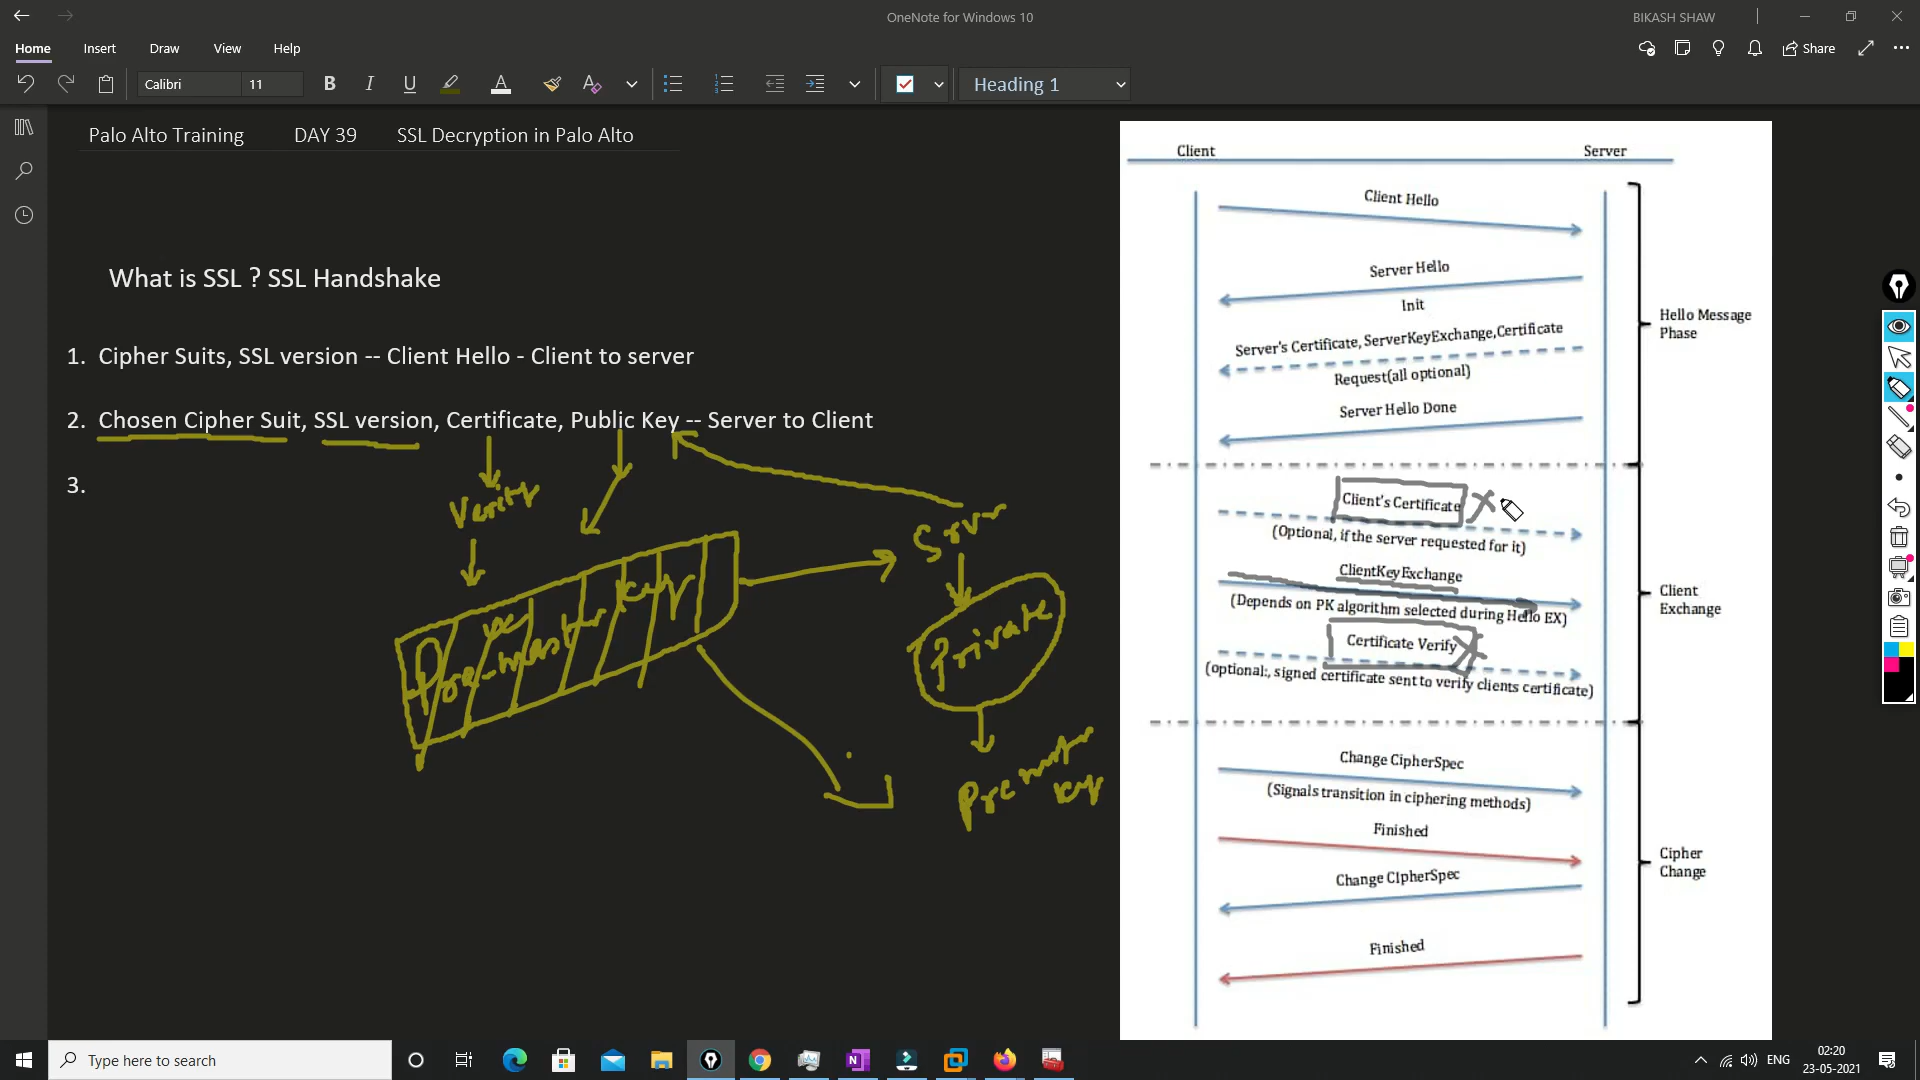 OneNote for Windows 10
BIKASH SHAW
Home Insert Draw View Help
Share
Calibri 11 B I U A A Heading 1
Palo Alto Training DAY 39 SSL Decryption in Palo Alto
What is SSL ? SSL Handshake
1. Cipher Suits, SSL version -- Client Hello - Client to server
2. Chosen Cipher Suit, SSL version, Certificate, Public Key -- Server to Client
3.
Verity
Pre-master key
Private
Pre master
key
Client Server
Client Hello
Server Hello
Init
Server's Certificate, ServerKeyExchange,Certificate
Request(all optional)
Server Hello Done
Hello Message
Phase
Client's Certificate
(Optional, if the server requested for it)
ClientKeyExchange
(Depends on PK algorithm selected during Hello EX)
Certificate Verify
(optional:, signed certificate sent to verify clients certificate)
Client
Exchange
Change CipherSpec
(Signals transition in ciphering methods)
Finished
Change CIpherSpec
Finished
Cipher
Change
Type here to search
ENG
02:20
23-05-2021